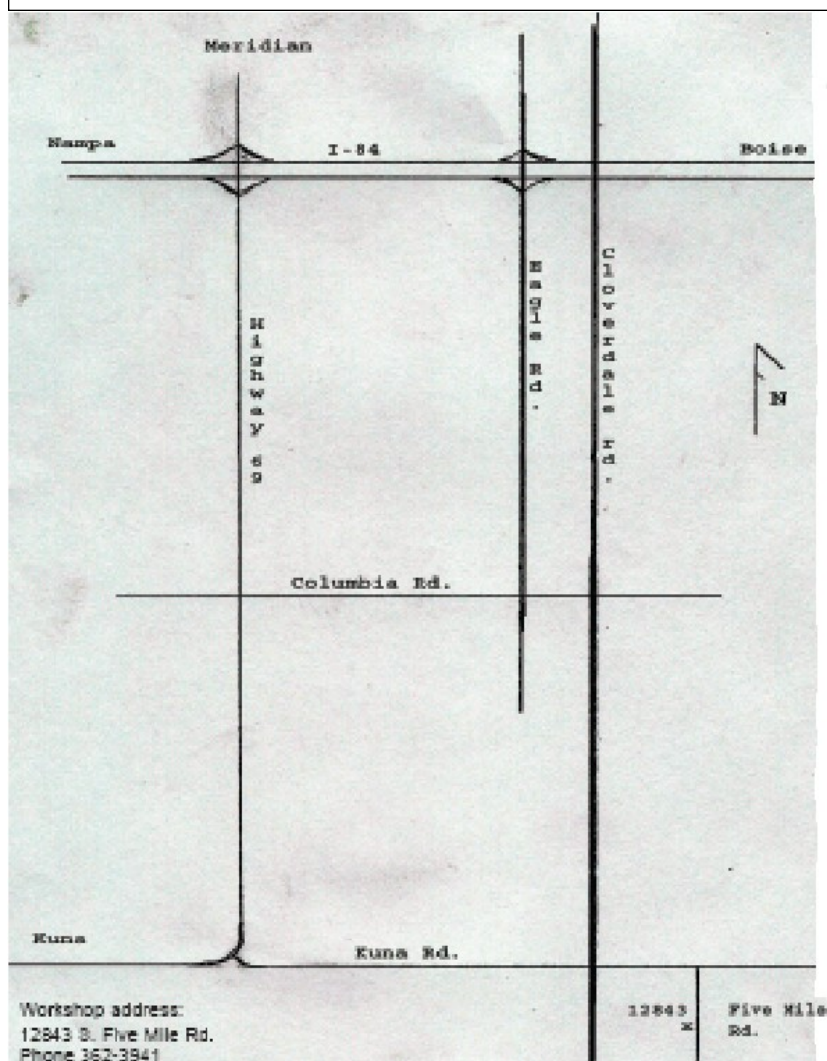 Meridian
Nampa
I-84
Boise
Eagle Rd.
Cloverdale rd.
Highway 69
N
Columbia Rd.
Kuna
Kuna Rd.
Workshop address:
12843 S. Five Mile Rd.
Phone 362-3941
12843
x
Five Mile
Rd.